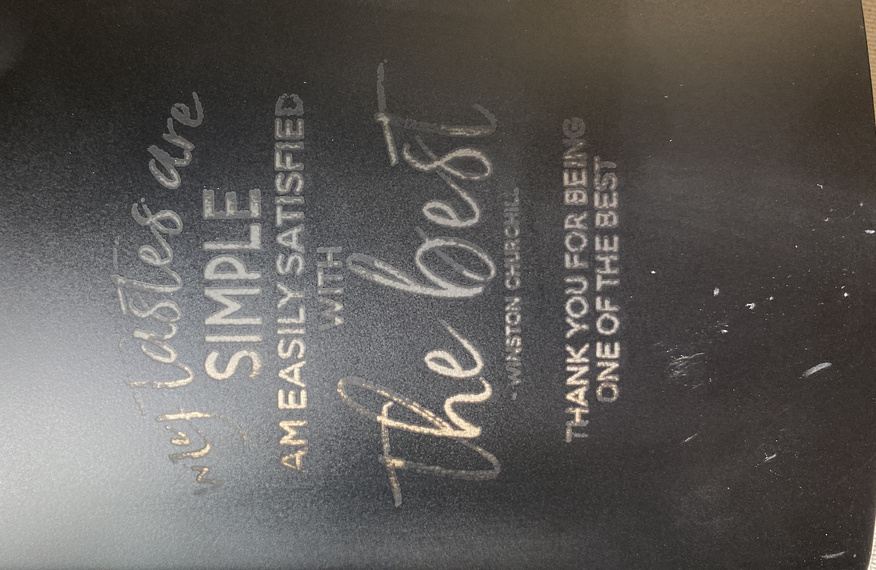 My tastes are
SIMPLE
AM EASILY SATISFIED
WITH
the best
- WINSTON CHURCHILL
THANK YOU FOR BEING
ONE OF THE BEST